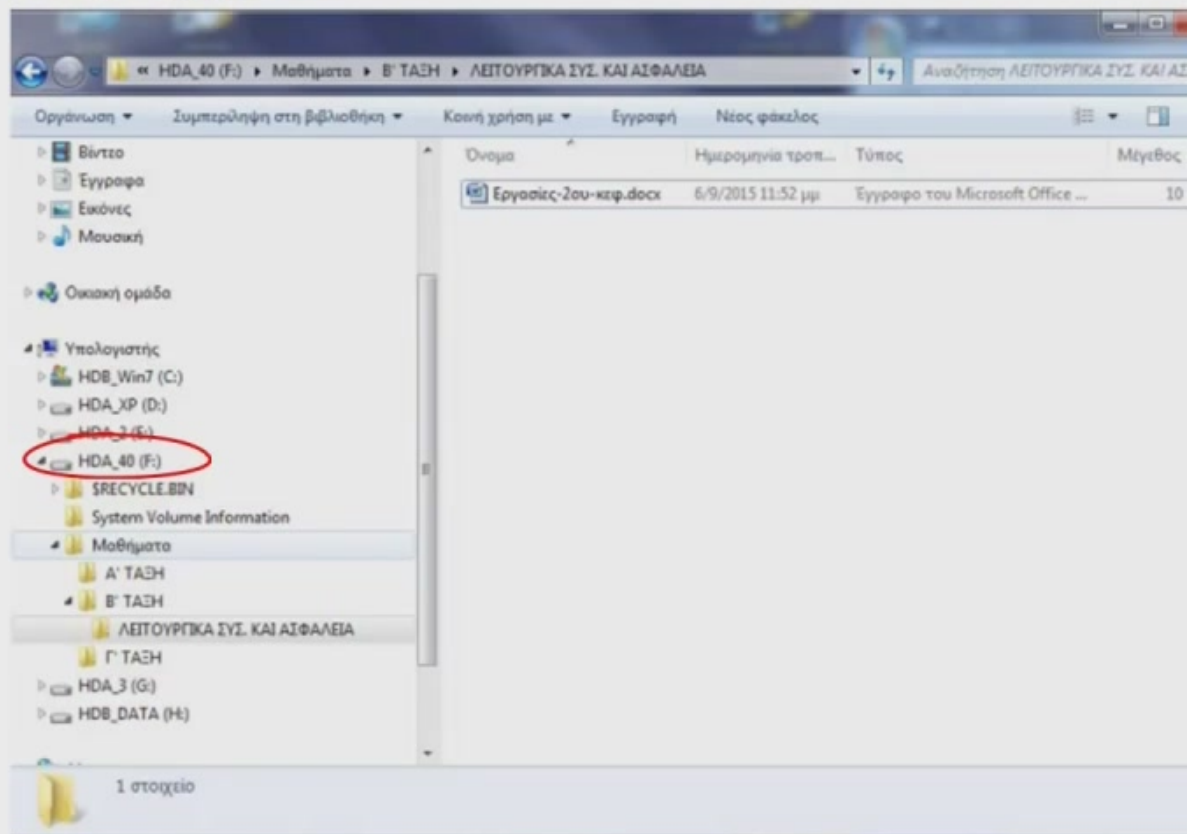 « HDA_40 (F:) ▸ Μαθήματα ▸ Β' ΤΑΞΗ ▸ ΛΕΙΤΟΥΡΓΙΚΑ ΣΥΣ. ΚΑΙ ΑΣΦΑΛΕΙΑ
Αναζήτηση ΛΕΙΤΟΥΡΓΙΚΑ ΣΥΣ. ΚΑΙ ΑΣ
Οργάνωση Συμπερίληψη στη βιβλιοθήκη Κοινή χρήση με Εγγραφή Νέος φάκελος
Βίντεο
Έγγραφα
Εικόνες
Μουσική
Οικιακή ομάδα
Υπολογιστής
HDB_Win7 (C:)
HDA_XP (D:)
HDA_2 (E:)
HDA_40 (F:)
$RECYCLE.BIN
System Volume Information
Μαθήματα
Α' ΤΑΞΗ
Β' ΤΑΞΗ
ΛΕΙΤΟΥΡΓΙΚΑ ΣΥΣ. ΚΑΙ ΑΣΦΑΛΕΙΑ
Γ' ΤΑΞΗ
HDA_3 (G:)
HDB_DATA (H:)
Όνομα Ημερομηνία τροπ... Τύπος Μέγεθος
Εργασίες-2ου-κεφ.docx 6/9/2015 11:52 μμ Έγγραφο του Microsoft Office ... 10
1 στοιχείο